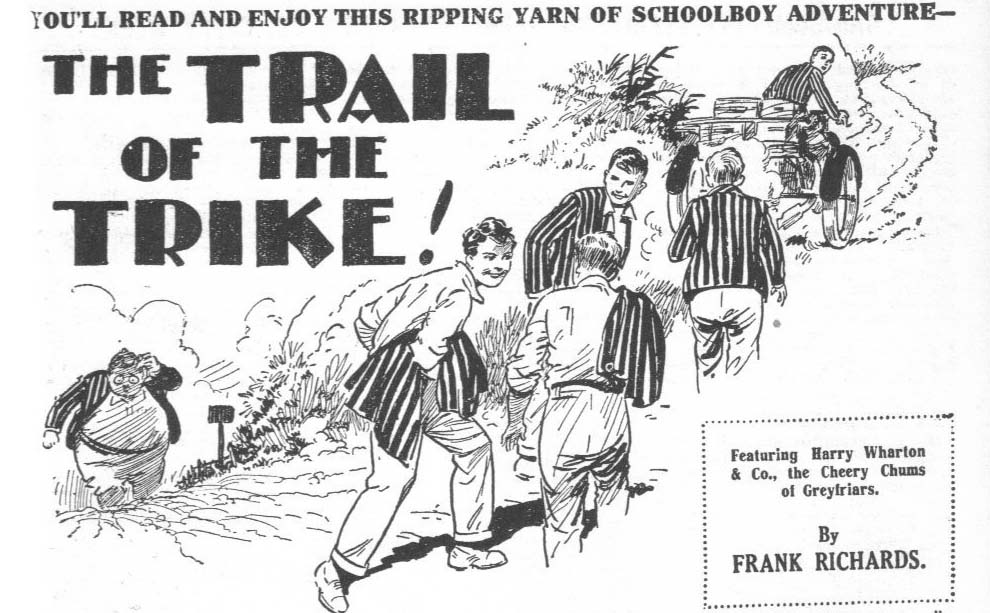 YOU'LL READ AND ENJOY THIS RIPPING YARN OF SCHOOLBOY ADVENTURE—
THE TRAIL
OF THE
TRIKE!
Featuring Harry Wharton
& Co., the Cheery Chums
of Greyfriars.
By
FRANK RICHARDS.